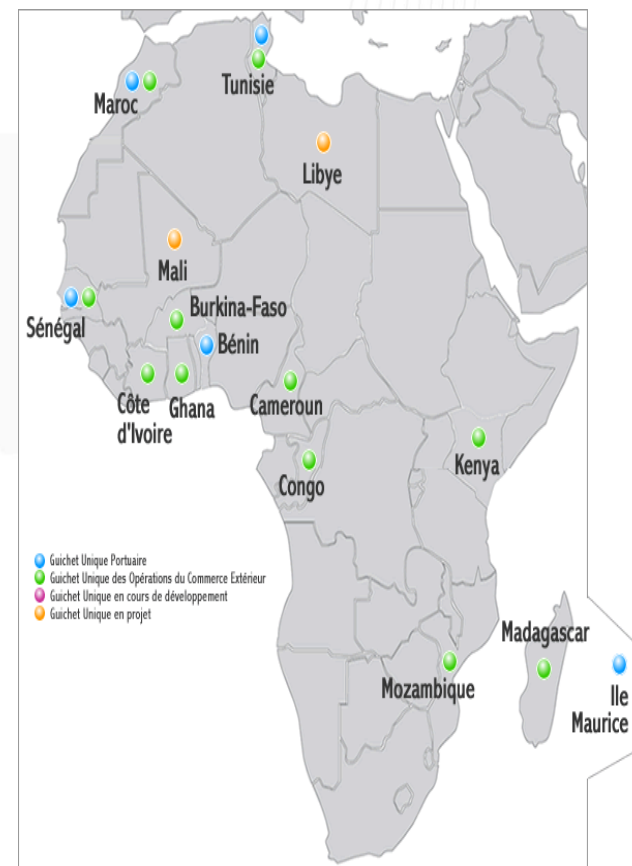 Tunisie
Maroc
Libye
Mali
Burkina-Faso
Sénégal
Bénin
Côte
d'Ivoire
Ghana
Cameroun
Kenya
Congo
Guichet Unique Portuaire
Guichet Unique des Opérations du Commerce Extérieur
Guichet Unique en cours de développement
Guichet Unique en projet
Madagascar
Mozambique
Ile
Maurice